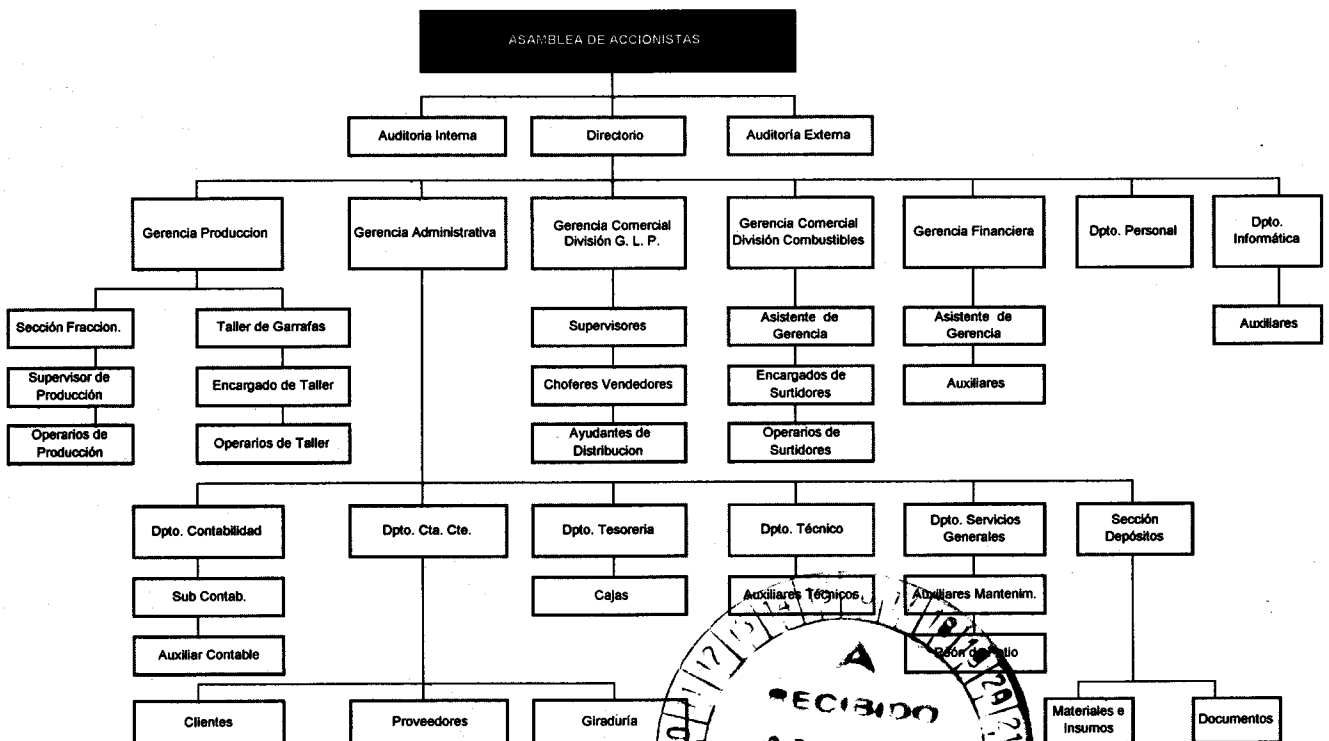 ASAMBLEA DE ACCIONISTAS
Auditoria Interna
Directorio
Auditoría Externa
Gerencia Produccion
Gerencia Administrativa
Gerencia Comercial
División G. L. P.
Gerencia Comercial
División Combustibles
Gerencia Financiera
Dpto. Personal
Dpto.
Informática
Sección Fraccion.
Taller de Garrafas
Supervisores
Asistente de
Gerencia
Asistente de
Gerencia
Auxiliares
Supervisor de
Producción
Encargado de Taller
Choferes Vendedores
Encargados de
Surtidores
Auxiliares
Operarios de
Producción
Operarios de Taller
Ayudantes de
Distribucion
Operarios de
Surtidores
Dpto. Contabilidad
Dpto. Cta. Cte.
Dpto. Tesoreria
Dpto. Técnico
Dpto. Servicios
Generales
Sección
Depósitos
Sub Contab.
Cajas
Auxiliares Técnicos
Auxiliares Mantenim.
Auxiliar Contable
Peón de Patio
Clientes
Proveedores
Giraduría
Materiales e
Insumos
Documentos
RECIBIDO